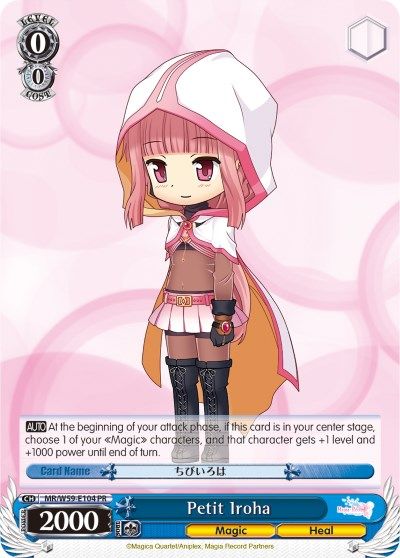 LEVEL
0
0
COST
AUTO At the beginning of your attack phase, if this card is in your center stage,
choose 1 of your ≪Magic≫ characters, and that character gets +1 level and
+1000 power until end of turn.
Card Name
ちびいろは
CH MR/W59-E104 PR
2000
Petit Iroha
Magic
Heal
©Magica Quartet/Aniplex, Magia Record Partners